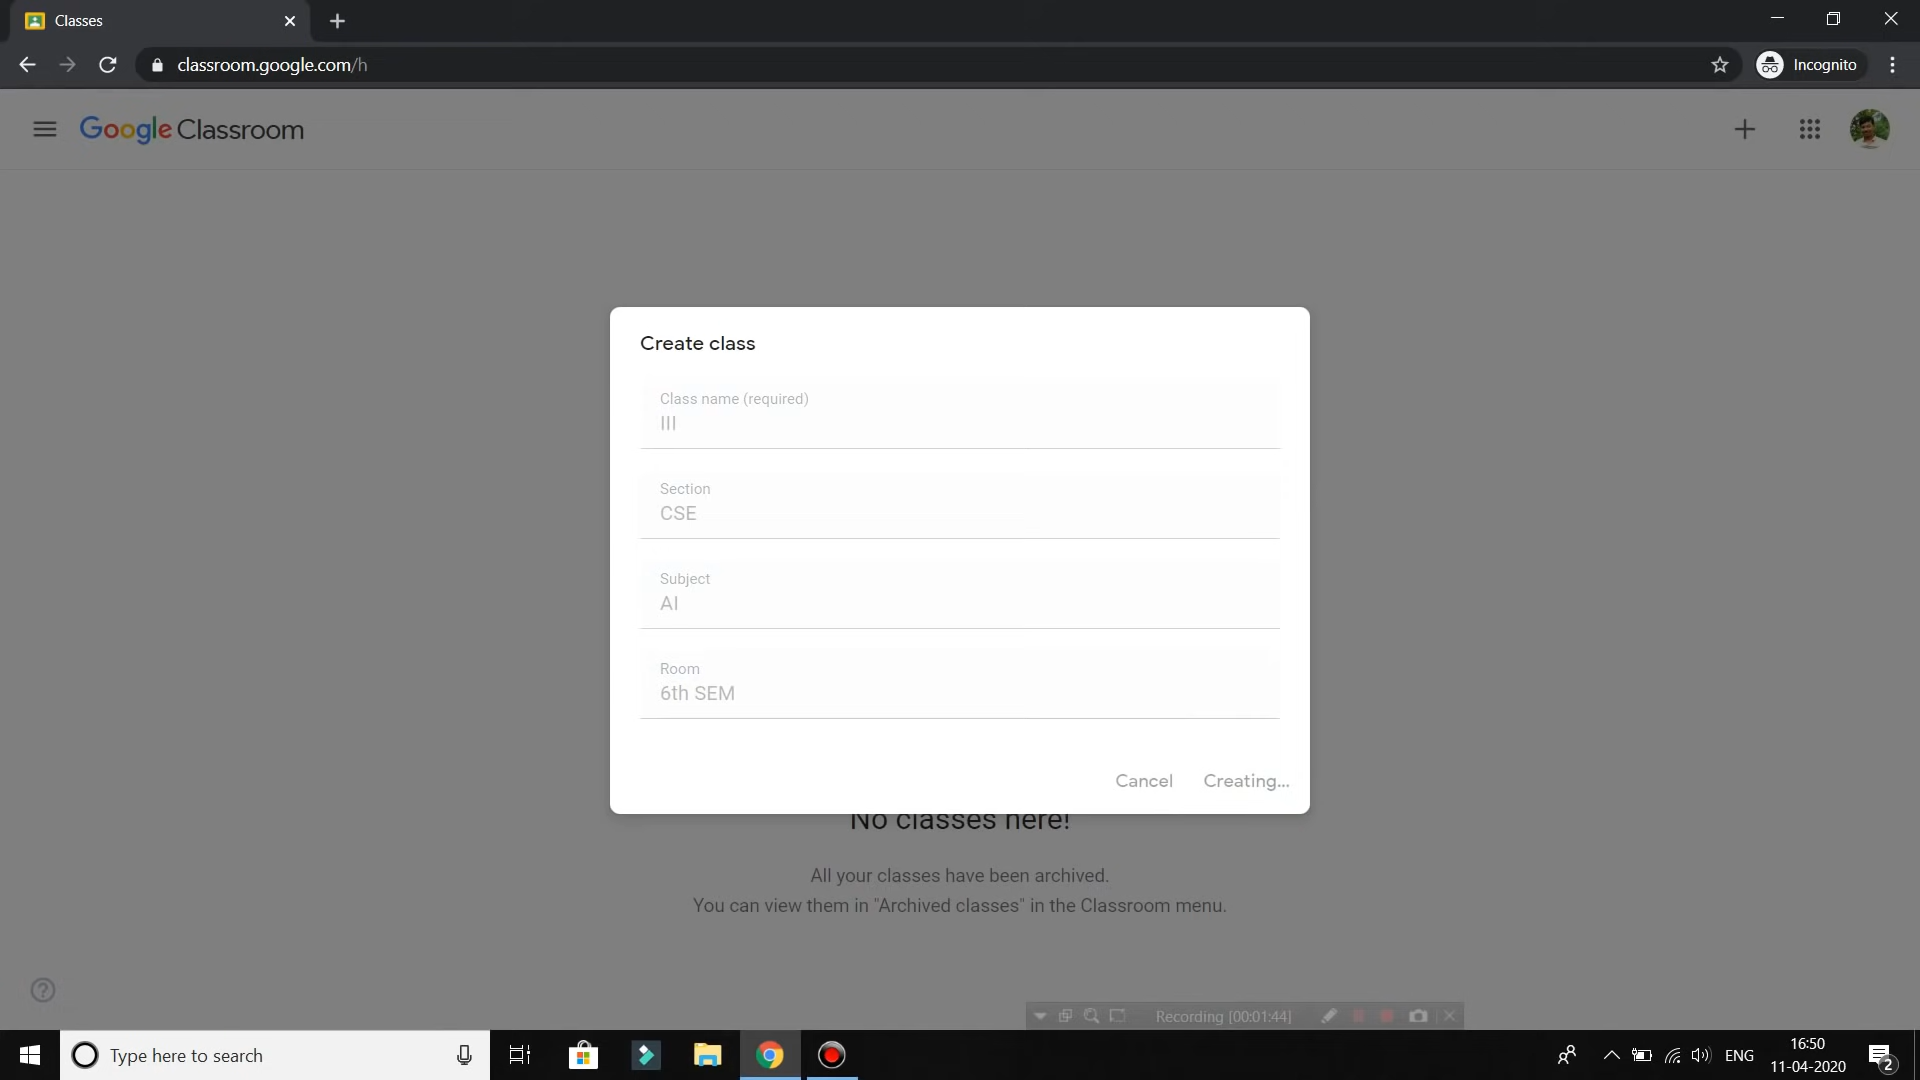 Classes
classroom.google.com/h
Incognito
Google Classroom
Create class
Class name (required)
III
Section
CSE
Subject
AI
Room
6th SEM
Cancel
Creating...
No classes here!
All your classes have been archived.
You can view them in "Archived classes" in the Classroom menu.
Recording [00:01:44]
Type here to search
ENG
16:50
11-04-2020
2